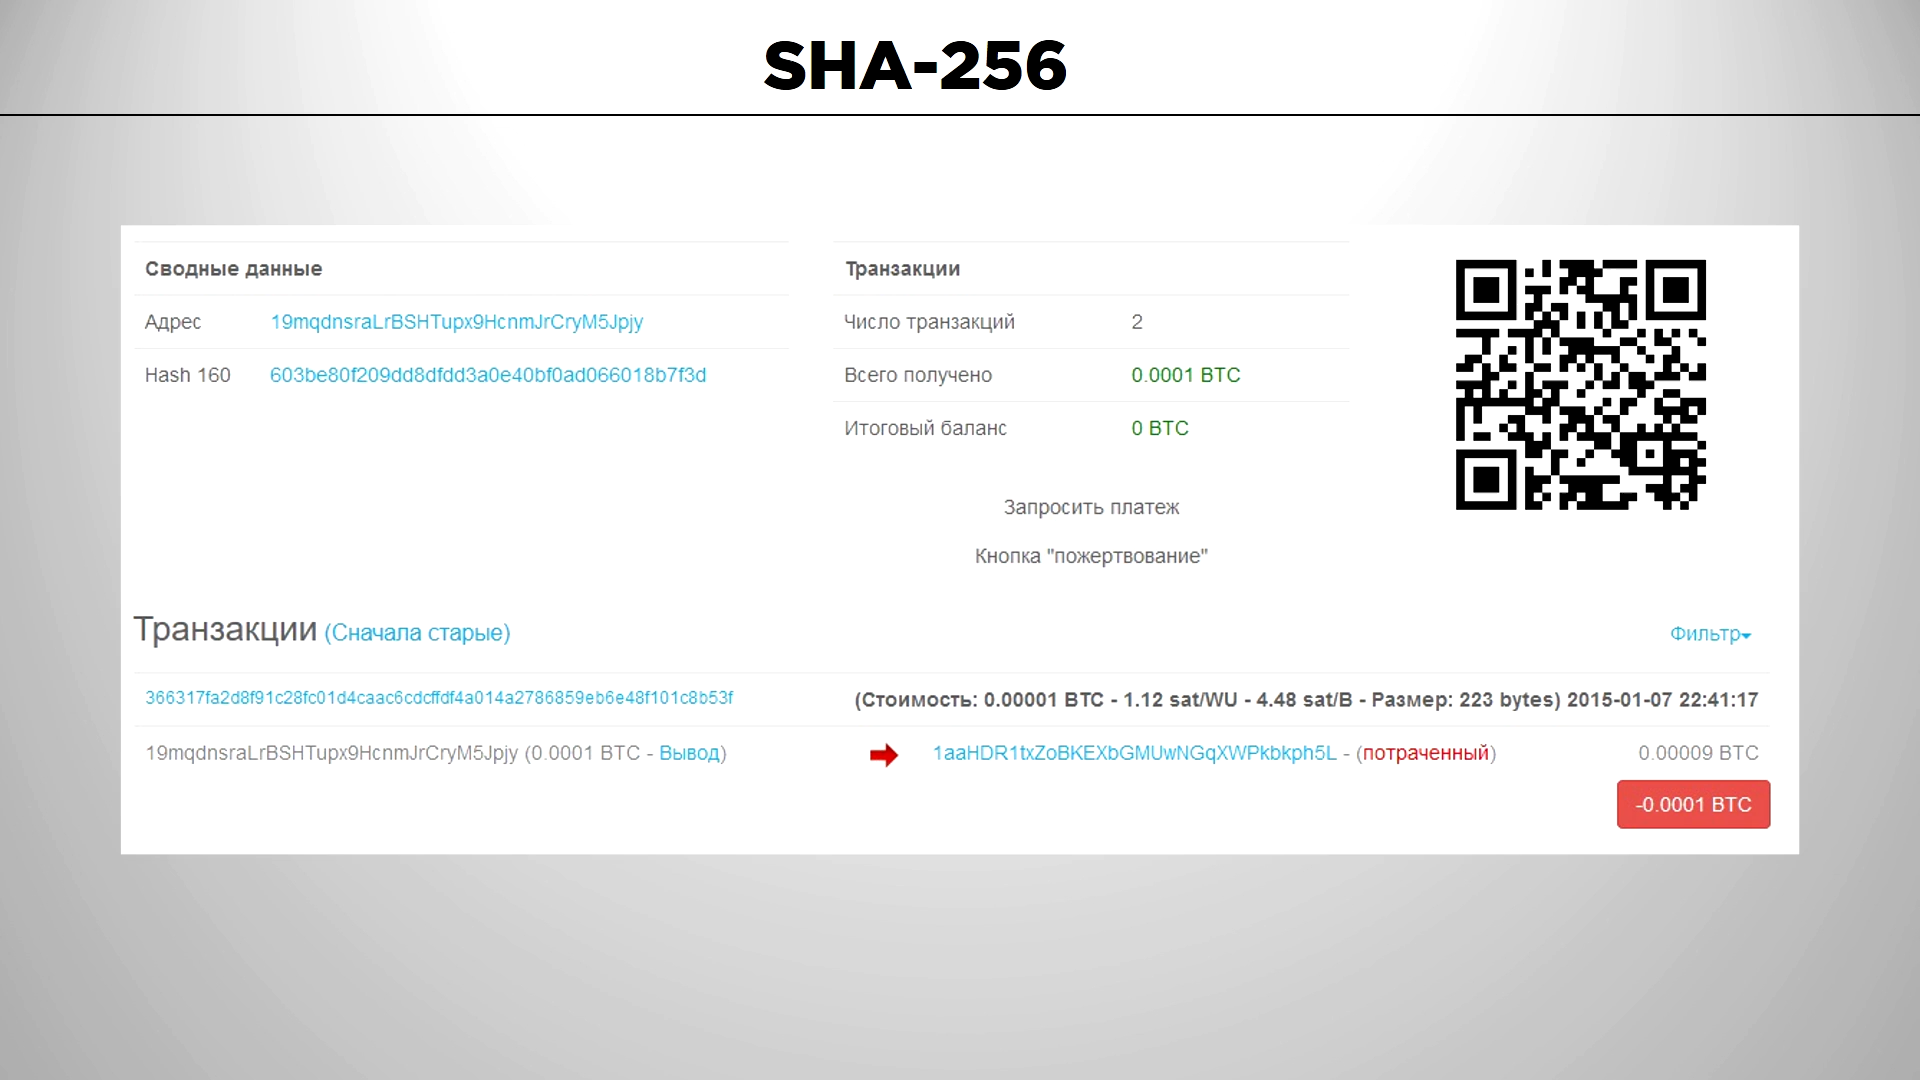 SHA-256
Сводные данные
Адрес 19mqdnsraLrBSHTupx9HcnmJrCryM5Jpjy
Hash 160 603be80f209dd8dfdd3a0e40bf0ad066018b7f3d
Транзакции
Число транзакций 2
Всего получено 0.0001 BTC
Итоговый баланс 0 BTC
Запросить платеж
Кнопка "пожертвование"
Транзакции (Сначала старые)
Фильтр
366317fa2d8f91c28fc01d4caac6cdcffdf4a014a2786859eb6e48f101c8b53f (Стоимость: 0.00001 BTC - 1.12 sat/WU - 4.48 sat/B - Размер: 223 bytes) 2015-01-07 22:41:17
19mqdnsraLrBSHTupx9HcnmJrCryM5Jpjy (0.0001 BTC - Вывод) 1aaHDR1txZoBKEXbGMUwNGqXWPkbkph5L - (потраченный) 0.00009 BTC
-0.0001 BTC